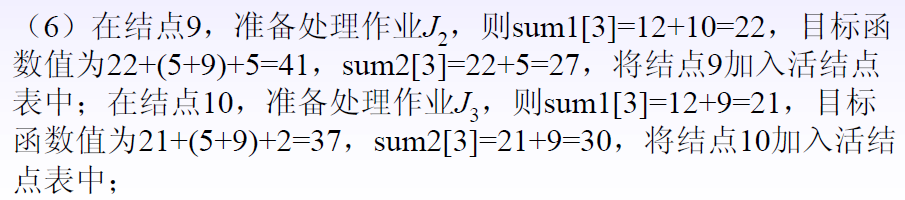 （6）在结点9，准备处理作业J2，则sum1[3]=12+10=22，目标函
数值为22+(5+9)+5=41，sum2[3]=22+5=27，将结点9加入活结点
表中；在结点10，准备处理作业J3，则sum1[3]=12+9=21，目标
函数值为21+(5+9)+2=37，sum2[3]=21+9=30，将结点10加入活结
点表中；